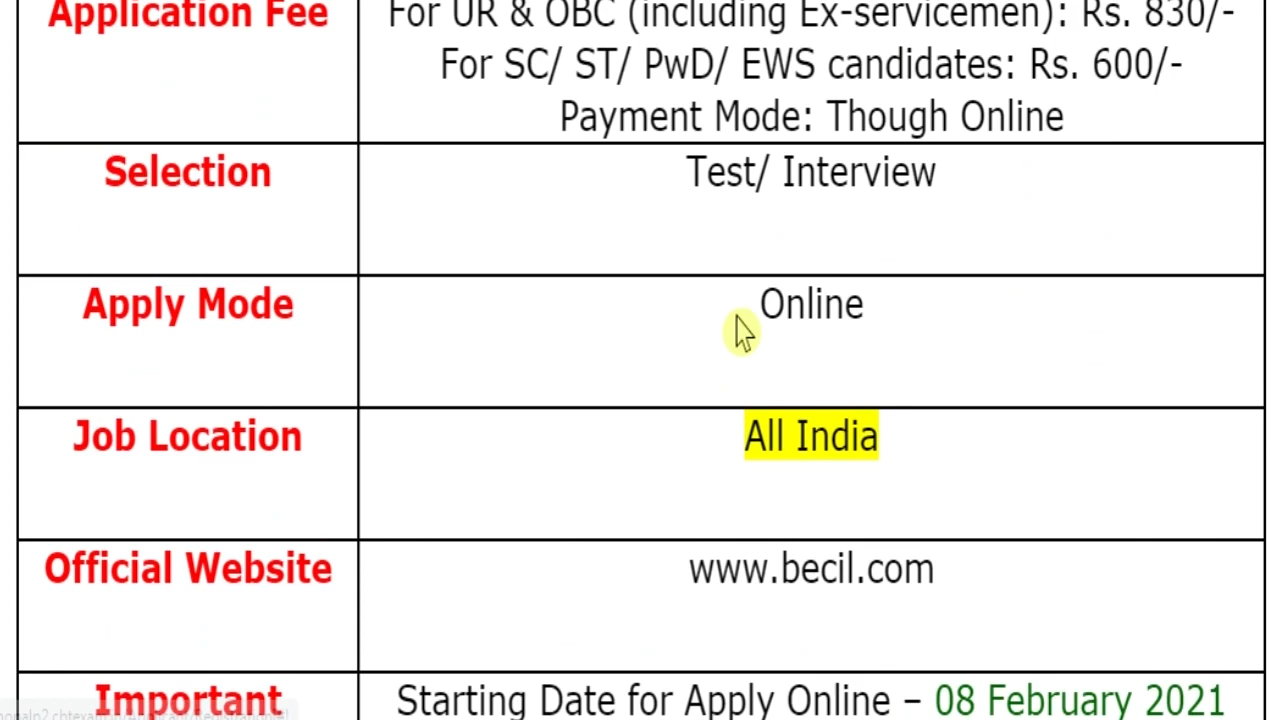 Application Fee
For UR & OBC (including Ex-servicemen): Rs. 830/-
For SC/ ST/ PwD/ EWS candidates: Rs. 600/-
Payment Mode: Though Online
Selection
Test/ Interview
Apply Mode
Online
Job Location
All India
Official Website
www.becil.com
Important
Starting Date for Apply Online – 08 February 2021